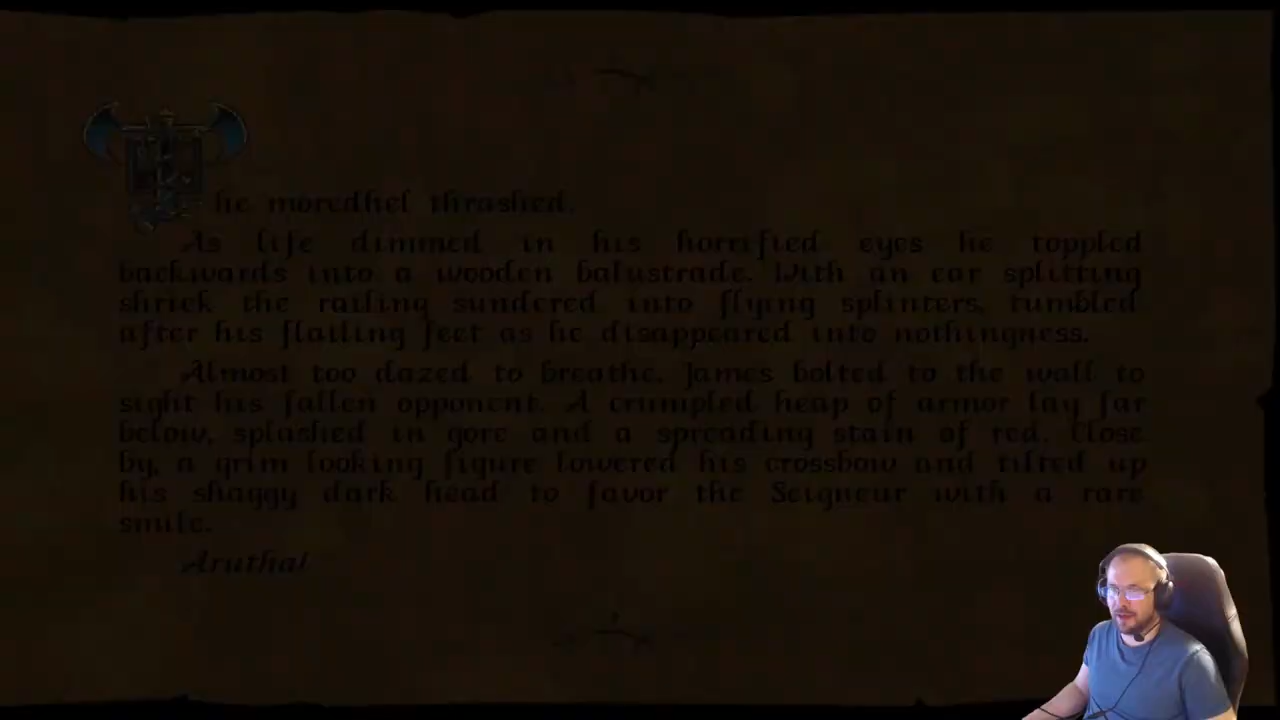 he moredhel thrashed.
As life dimmed in his horrified eyes he toppled
backwards into a wooden balustrade. With an ear splitting
shriek the railing sundered into flying splinters, tumbled
after his flailing feet as he disappeared into nothingness.
Almost too dazed to breathe, James bolted to the wall to
sight his fallen opponent. A crumpled heap of armor lay far
below, splashed in gore and a spreading stain of red. Close
by, a grim looking figure lowered his crossbow and tilted up
his shaggy dark head to favor the Seigneur with a rare
smile.
Arutha!